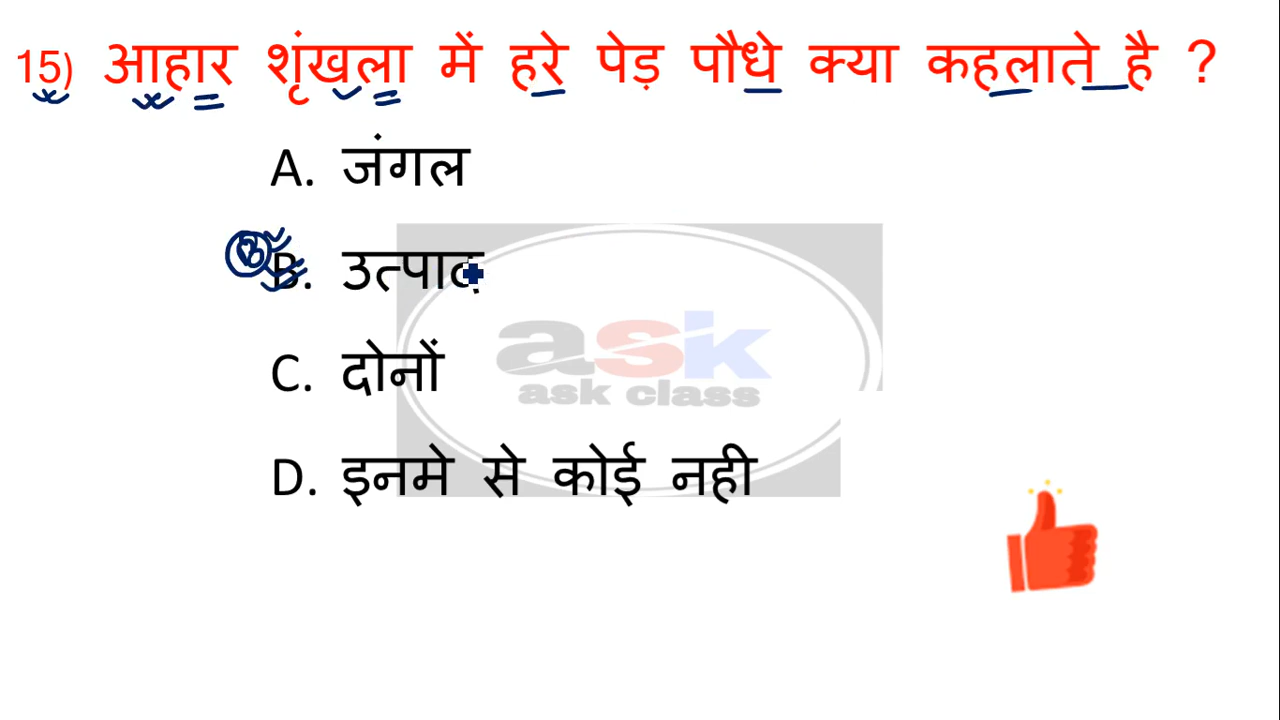 15) आहार शृंखला में हरे पेड़ पौधे क्या कहलाते है ?
A. जंगल
B. उत्पाद
C. दोनों
D. इनमे से कोई नही
ask
ask class